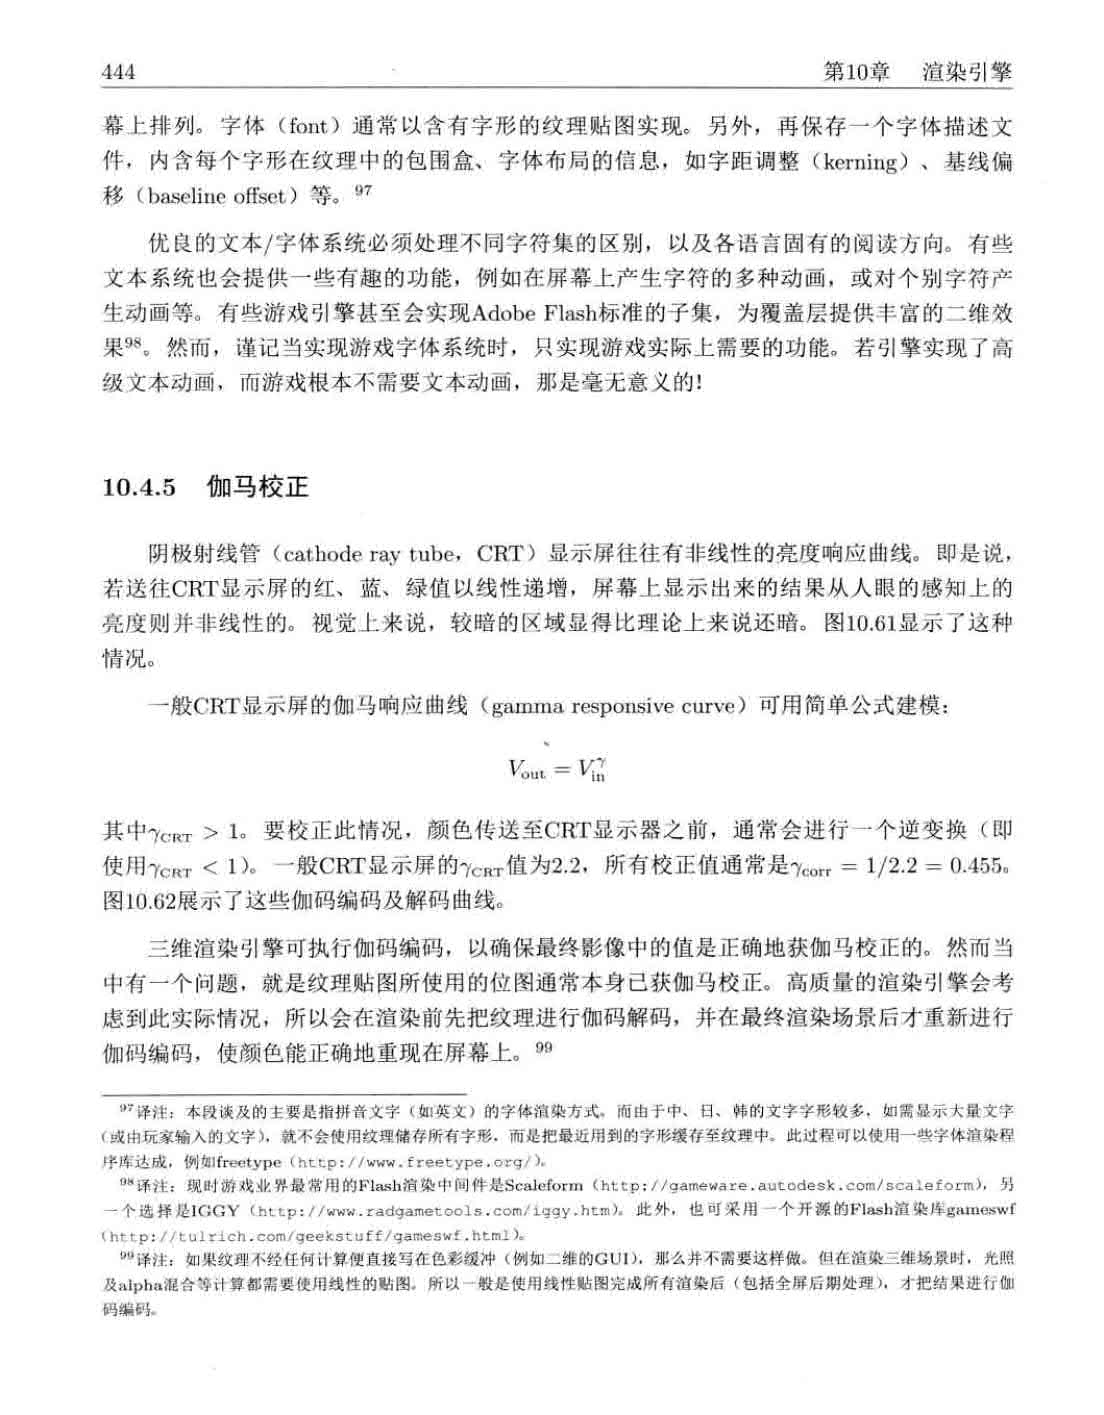 444
第10章 渲染引擎
幕上排列。字体（font）通常以含有字形的纹理贴图实现。另外，再保存一个字体描述文
件，内含每个字形在纹理中的包围盒、字体布局的信息，如字距调整（kerning）、基线偏
移（baseline offset）等。97
优良的文本/字体系统必须处理不同字符集的区别，以及各语言固有的阅读方向。有些
文本系统也会提供一些有趣的功能，例如在屏幕上产生字符的多种动画，或对个别字符产
生动画等。有些游戏引擎甚至会实现Adobe Flash标准的子集，为覆盖层提供丰富的二维效
果98。然而，谨记当实现游戏字体系统时，只实现游戏实际上需要的功能。若引擎实现了高
级文本动画，而游戏根本不需要文本动画，那是毫无意义的！
10.4.5 伽马校正
阴极射线管（cathode ray tube，CRT）显示屏往往有非线性的亮度响应曲线。即是说，
若送往CRT显示屏的红、蓝、绿值以线性递增，屏幕上显示出来的结果从人眼的感知上的
亮度则并非线性的。视觉上来说，较暗的区域显得比理论上来说还暗。图10.61显示了这种
情况。
一般CRT显示屏的伽马响应曲线（gamma responsive curve）可用简单公式建模：
V_out = V_in^γ
其中γCRT > 1。要校正此情况，颜色传送至CRT显示器之前，通常会进行一个逆变换（即
使用γCRT < 1）。一般CRT显示屏的γCRT值为2.2，所有校正值通常是γcorr = 1/2.2 = 0.455。
图10.62展示了这些伽码编码及解码曲线。
三维渲染引擎可执行伽码编码，以确保最终影像中的值是正确地获伽马校正的。然而当
中有一个问题，就是纹理贴图所使用的位图通常本身已获伽马校正。高质量的渲染引擎会考
虑到此实际情况，所以会在渲染前先把纹理进行伽码解码，并在最终渲染场景后才重新进行
伽码编码，使颜色能正确地重现在屏幕上。99
97译注：本段谈及的主要是指拼音文字（如英文）的字体渲染方式。而由于中、日、韩的文字字形较多，如需显示大量文字
（或由玩家输入的文字），就不会使用纹理储存所有字形，而是把最近用到的字形缓存至纹理中。此过程可以使用一些字体渲染程
序库达成，例如freetype（http://www.freetype.org/）。
98译注：现时游戏业界最常用的Flash渲染中间件是Scaleform（http://gameware.autodesk.com/scaleform），另
一个选择是IGGY（http://www.radgametools.com/iggy.htm）。此外，也可采用一个开源的Flash渲染库gameswf
（http://tulrich.com/geekstuff/gameswf.html）。
99译注：如果纹理不经任何计算便直接写在色彩缓冲（例如二维的GUI），那么并不需要这样做。但在渲染三维场景时，光照
及alpha混合等计算都需要使用线性的贴图。所以一般是使用线性贴图完成所有渲染后（包括全屏后期处理），才把结果进行伽
码编码。